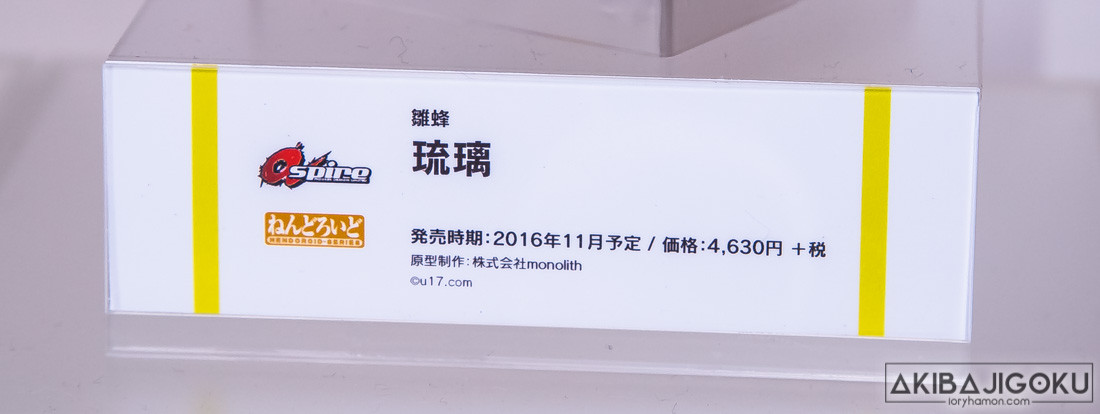 雛蜂
琉璃
espire
ねんどろいど
NENDOROID-SERIES
発売時期:2016年11月予定 / 価格:4,630円 +税
原型制作:株式会社monolith
©u17.com
AKIBAJIGOKU
loryhamon.com